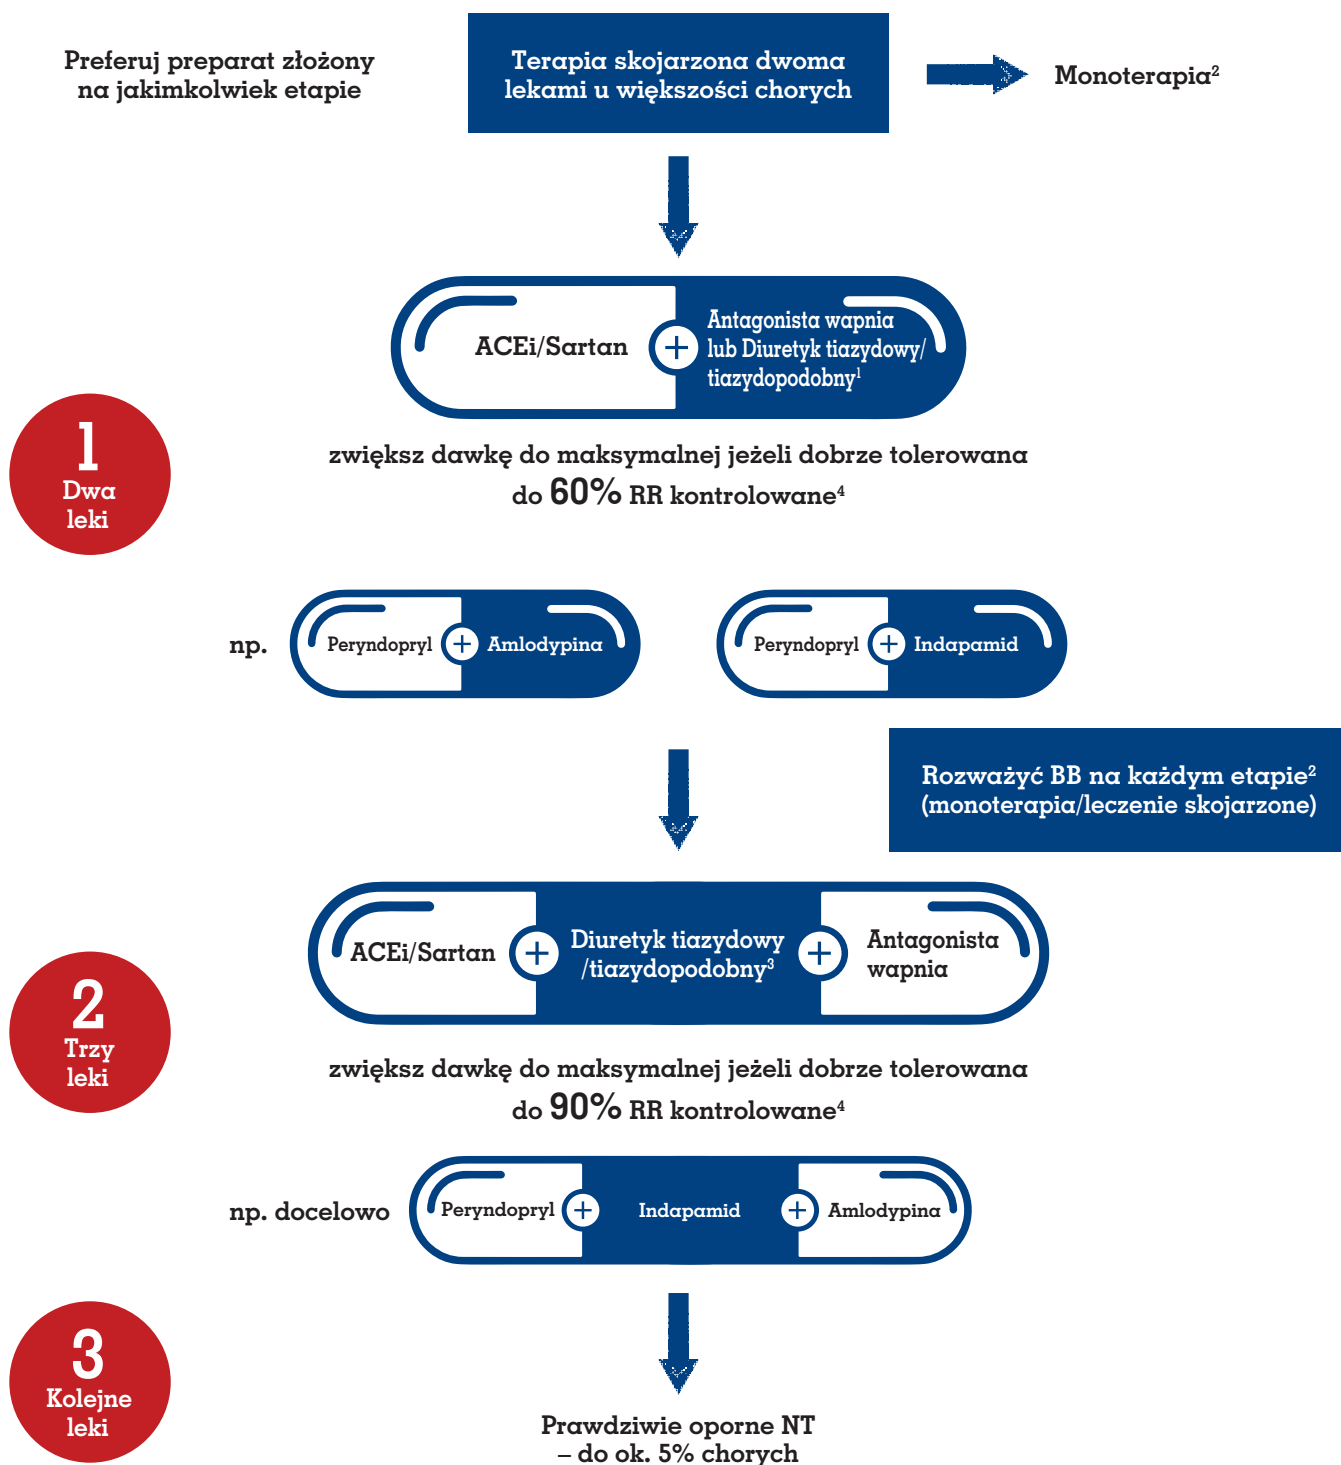 Preferuj preparat złożony
na jakimkolwiek etapie
Terapia skojarzona dwoma
lekami u większości chorych
Monoterapia²
ACEi/Sartan
+
Antagonista wapnia
lub Diuretyk tiazydowy/
tiazydopodobny¹
1
Dwa
leki
zwiększ dawkę do maksymalnej jeżeli dobrze tolerowana
do 60% RR kontrolowane⁴
np.
Peryndopryl + Amlodypina
Peryndopryl + Indapamid
Rozważyć BB na każdym etapie²
(monoterapia/leczenie skojarzone)
ACEi/Sartan
+
Diuretyk tiazydowy
/tiazydopodobny³
+
Antagonista
wapnia
2
Trzy
leki
zwiększ dawkę do maksymalnej jeżeli dobrze tolerowana
do 90% RR kontrolowane⁴
np. docelowo
Peryndopryl + Indapamid + Amlodypina
3
Kolejne
leki
Prawdziwie oporne NT
– do ok. 5% chorych